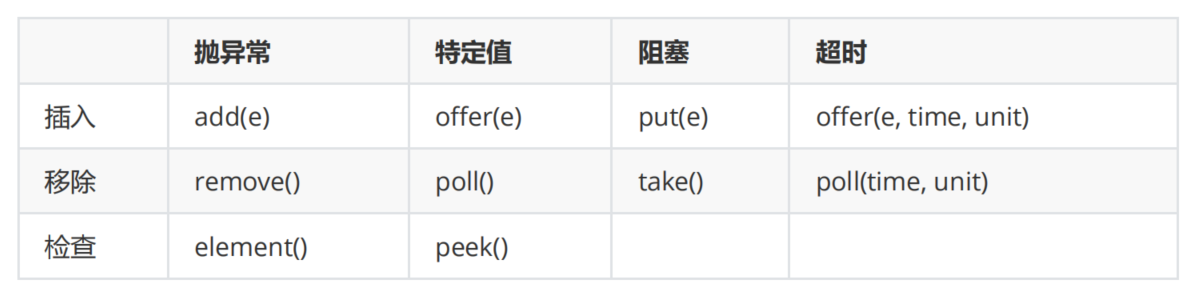 抛异常 特定值 阻塞 超时
插入 add(e) offer(e) put(e) offer(e, time, unit)
移除 remove() poll() take() poll(time, unit)
检查 element() peek()